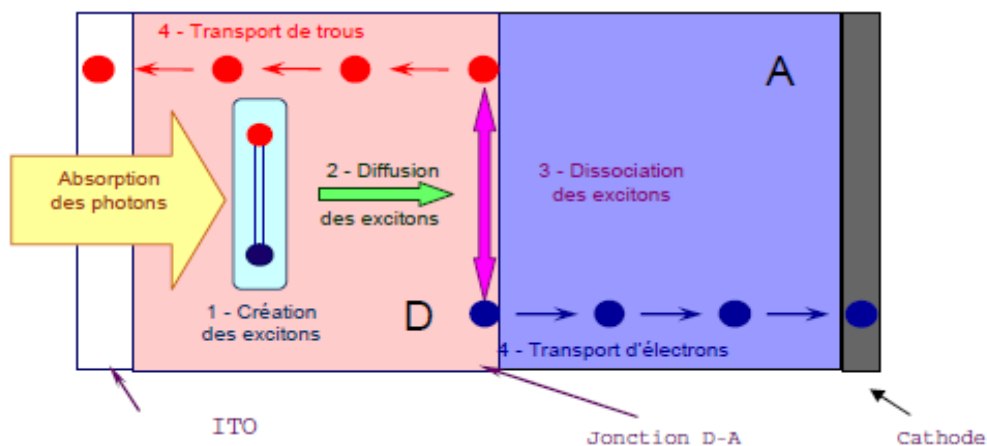 4 - Transport de trous
A
Absorption
des photons
2 - Diffusion
des excitons
3 - Dissociation
des excitons
1 - Création
des excitons
D
4 - Transport d'électrons
ITO
Jonction D-A
Cathode